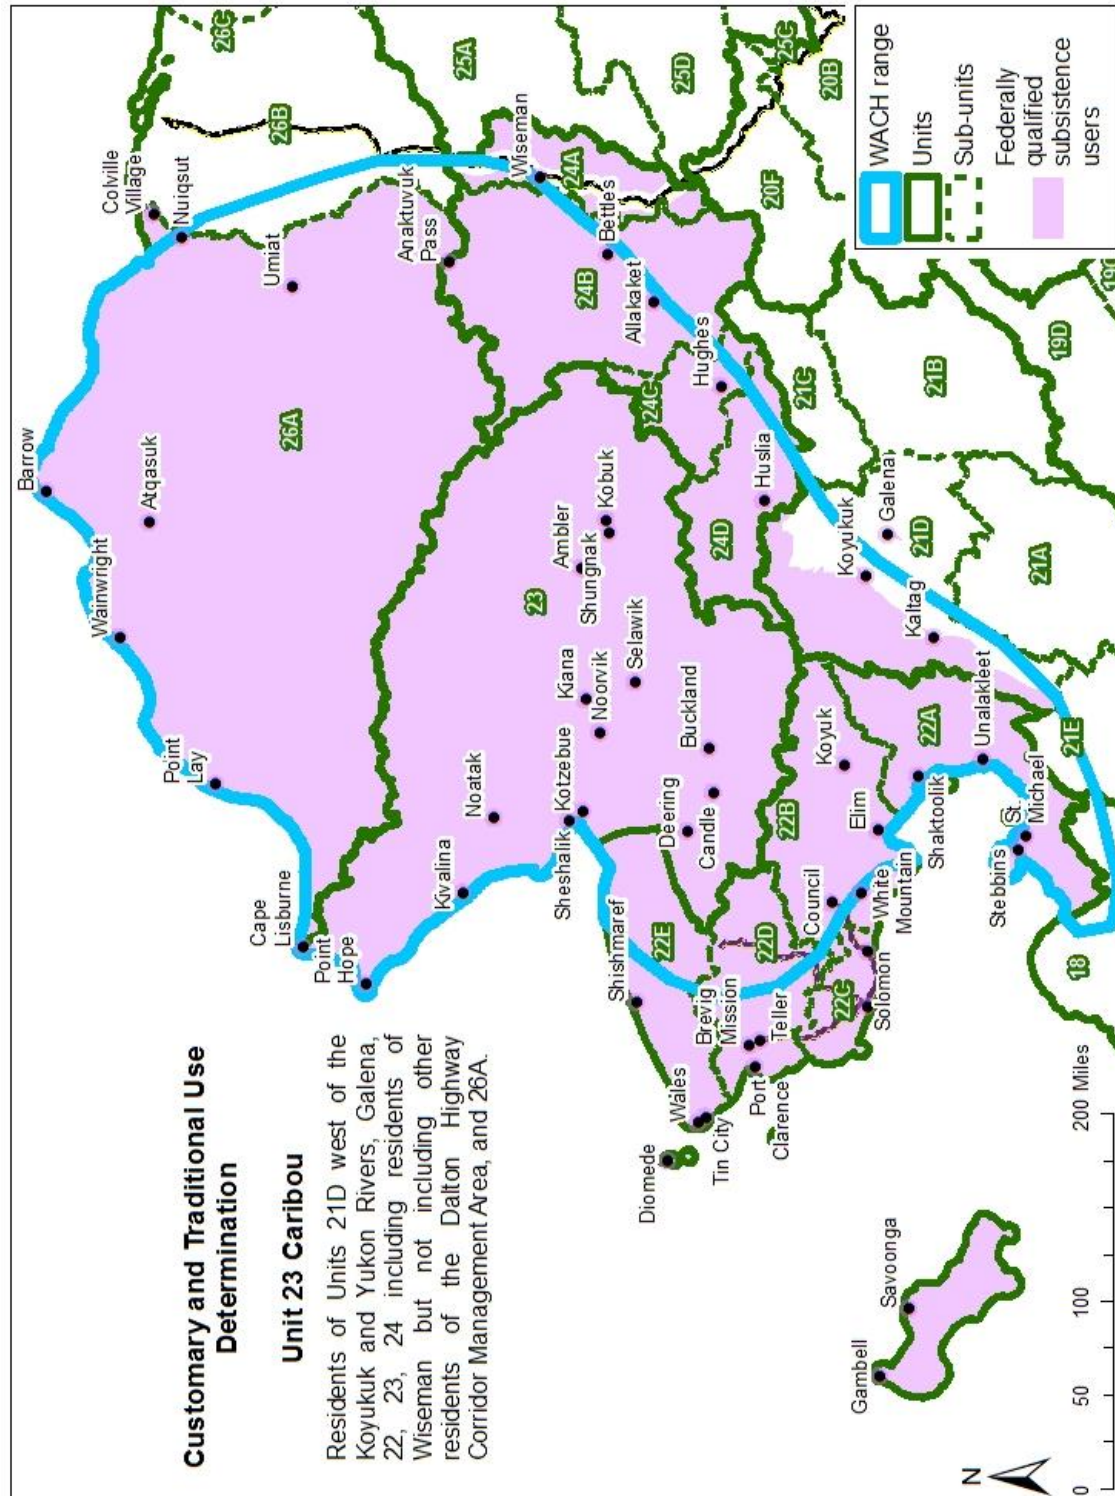 Customary and Traditional Use
Determination
Unit 23 Caribou
Residents of Units 21D west of the
Koyukuk and Yukon Rivers, Galena,
22, 23, 24 including residents of
Wiseman but not including other
residents of the Dalton Highway
Corridor Management Area, and 26A.
Barrow
Wainwright
Atqasuk
Point
Lay
Colville
Village
Nuiqsut
Umiat
26A
26B
26C
25A
25D
25C
20B
20F
Anaktuvuk
Pass
Wiseman
24A
Bettles
24B
Allakaket
Hughes
24C
Huslia
24D
21C
21B
19D
Cape
Lisburne
Point
Hope
Kivalina
Noatak
Sheshalik
Kotzebue
Kiana
Noorvik
Selawik
23
Ambler
Shungnak
Kobuk
Buckland
Deering
Candle
Koyukuk
Galena
21D
Kaltag
21A
21E
Shishmaref
22E
22D
22B
Koyuk
Elim
22A
Shaktoolik
Unalakleet
St.
Michael
Stebbins
18
Council
White
Mountain
Solomon
22C
Brevig
Mission
Teller
Port
Clarence
Wales
Tin City
Diomede
Savoonga
Gambell
N
0 50 100 200 Miles
WACH range
Units
Sub-units
Federally
qualified
subsistence
users